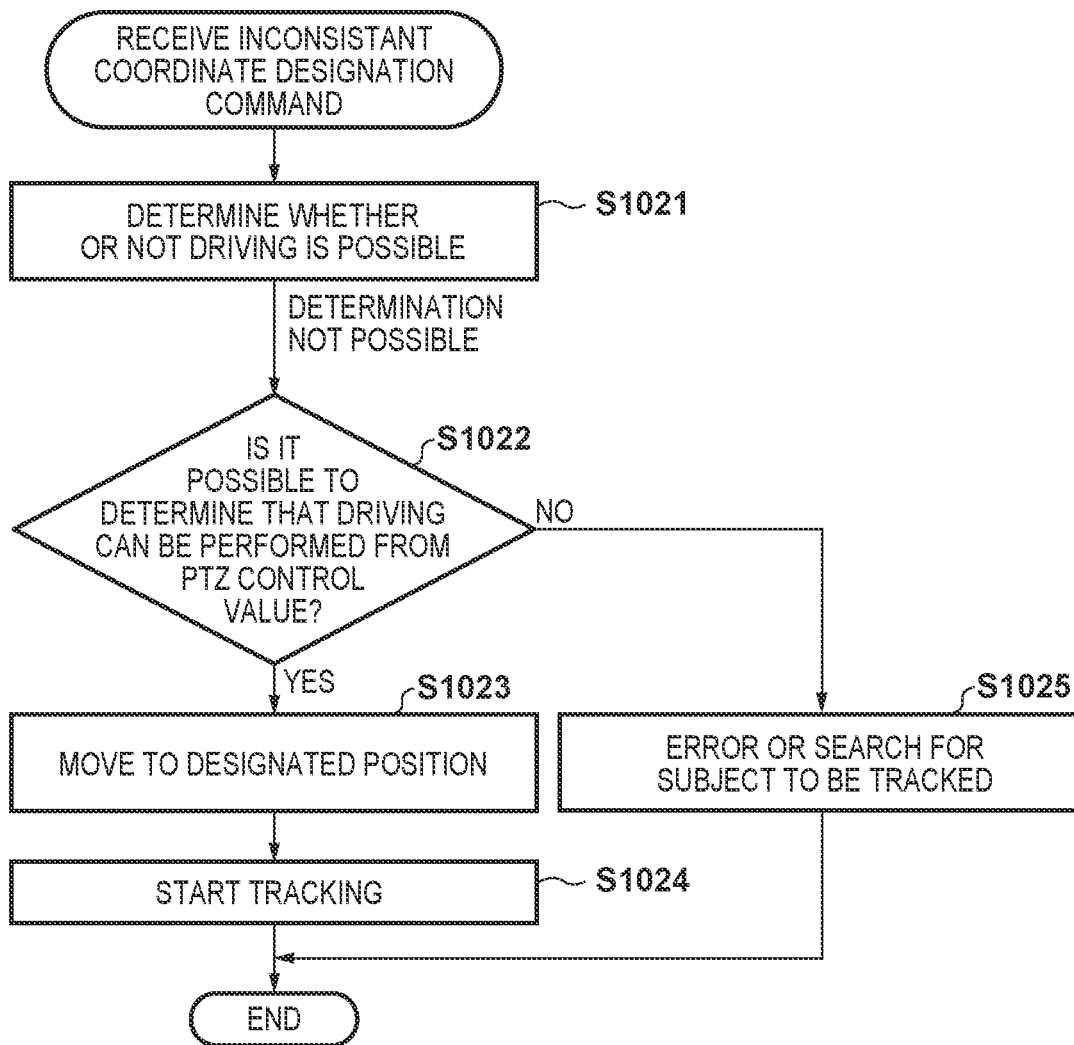 RECEIVE INCONSISTANT
COORDINATE DESIGNATION
COMMAND
DETERMINE WHETHER
OR NOT DRIVING IS POSSIBLE
S1021
DETERMINATION
NOT POSSIBLE
S1022
IS IT
POSSIBLE TO
DETERMINE THAT DRIVING
CAN BE PERFORMED FROM
PTZ CONTROL
VALUE?
NO
YES
S1023
MOVE TO DESIGNATED POSITION
S1025
ERROR OR SEARCH FOR
SUBJECT TO BE TRACKED
START TRACKING
S1024
END